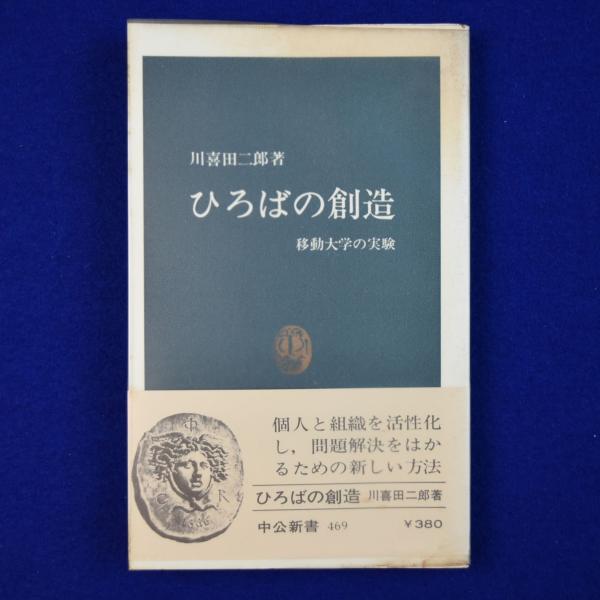 川喜田二郎著
ひろばの創造
移動大学の実験
個人と組織を活性化
し，問題解決をはか
るための新しい方法
ひろばの創造 川喜田二郎著
中公新書 469 ￥380